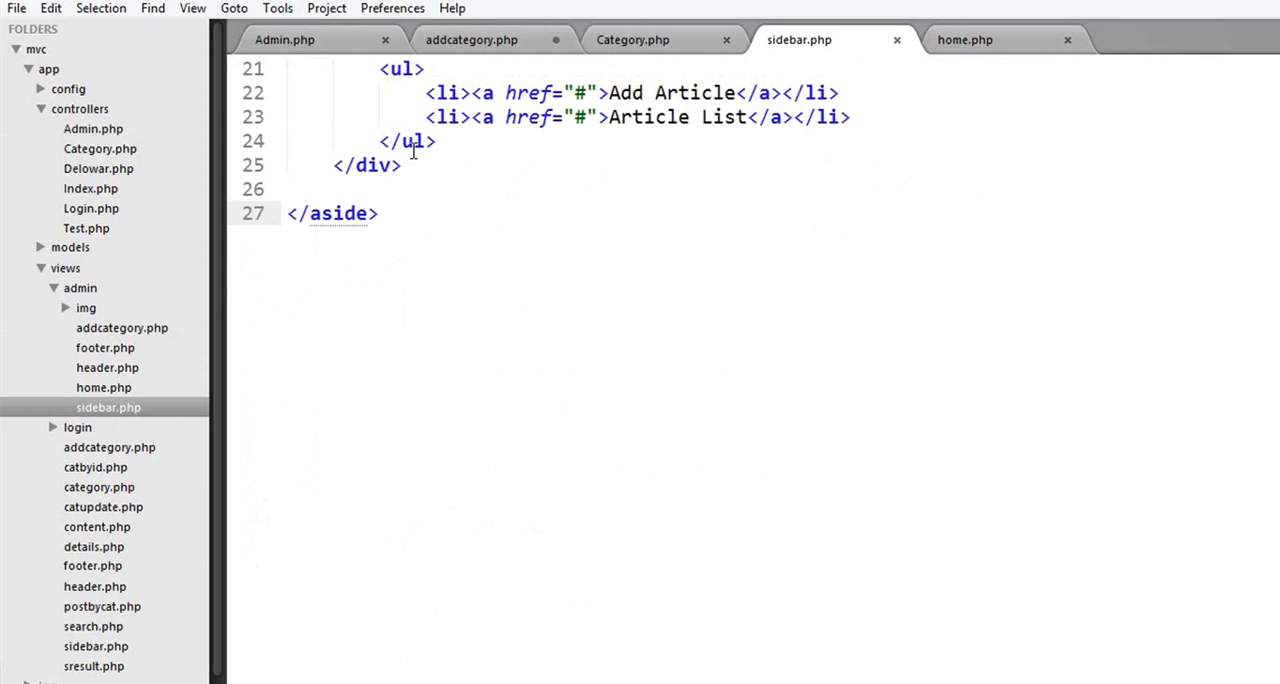 File Edit Selection Find View Goto Tools Project Preferences Help
FOLDERS
mvc
app
config
controllers
Admin.php
Category.php
Delowar.php
Index.php
Login.php
Test.php
models
views
admin
img
addcategory.php
footer.php
header.php
home.php
sidebar.php
login
addcategory.php
catbyid.php
category.php
catupdate.php
content.php
details.php
footer.php
header.php
postbycat.php
search.php
sidebar.php
sresult.php
Admin.php × addcategory.php Category.php × sidebar.php × home.php ×
21 <ul>
22 <li><a href="#">Add Article</a></li>
23 <li><a href="#">Article List</a></li>
24 </ul>
25 </div>
26
27 </aside>